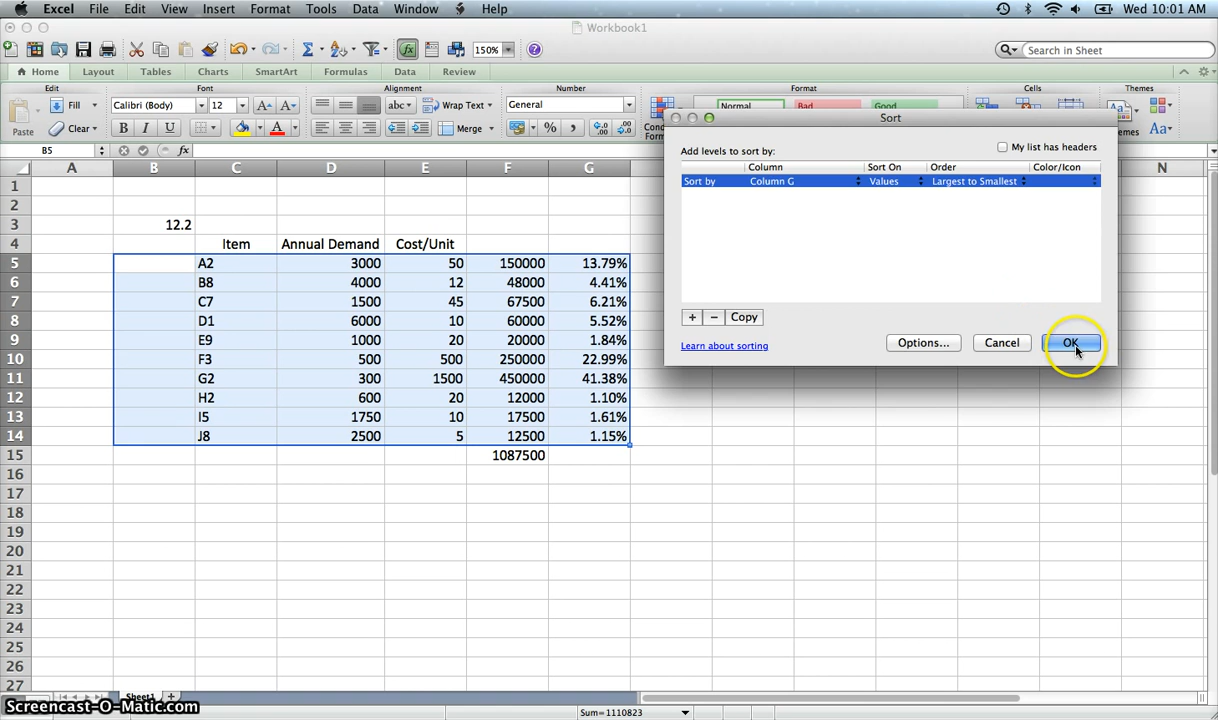 Excel File Edit View Insert Format Tools Data Window Help Wed 10:01 AM
Workbook1
150% Search in Sheet
Home Layout Tables Charts SmartArt Formulas Data Review
Edit Font Alignment Number Format Cells Themes
Fill Calibri (Body) 12 abc Wrap Text General Normal Bad Good
Paste Clear B I U Merge % Aa
B5 fx
A B C D E F G N
1
2
3 12.2
4 Item Annual Demand Cost/Unit
5 A2 3000 50 150000 13.79%
6 B8 4000 12 48000 4.41%
7 C7 1500 45 67500 6.21%
8 D1 6000 10 60000 5.52%
9 E9 1000 20 20000 1.84%
10 F3 500 500 250000 22.99%
11 G2 300 1500 450000 41.38%
12 H2 600 20 12000 1.10%
13 I5 1750 10 17500 1.61%
14 J8 2500 5 12500 1.15%
15 1087500
16
17
18
19
20
21
22
23
24
25
26
27
Sort
Add levels to sort by: My list has headers
Column Sort On Order Color/Icon
Sort by Column G Values Largest to Smallest
+ − Copy
Learn about sorting Options... Cancel OK
Sheet1
Screencast-O-Matic.com
Sum=1110823